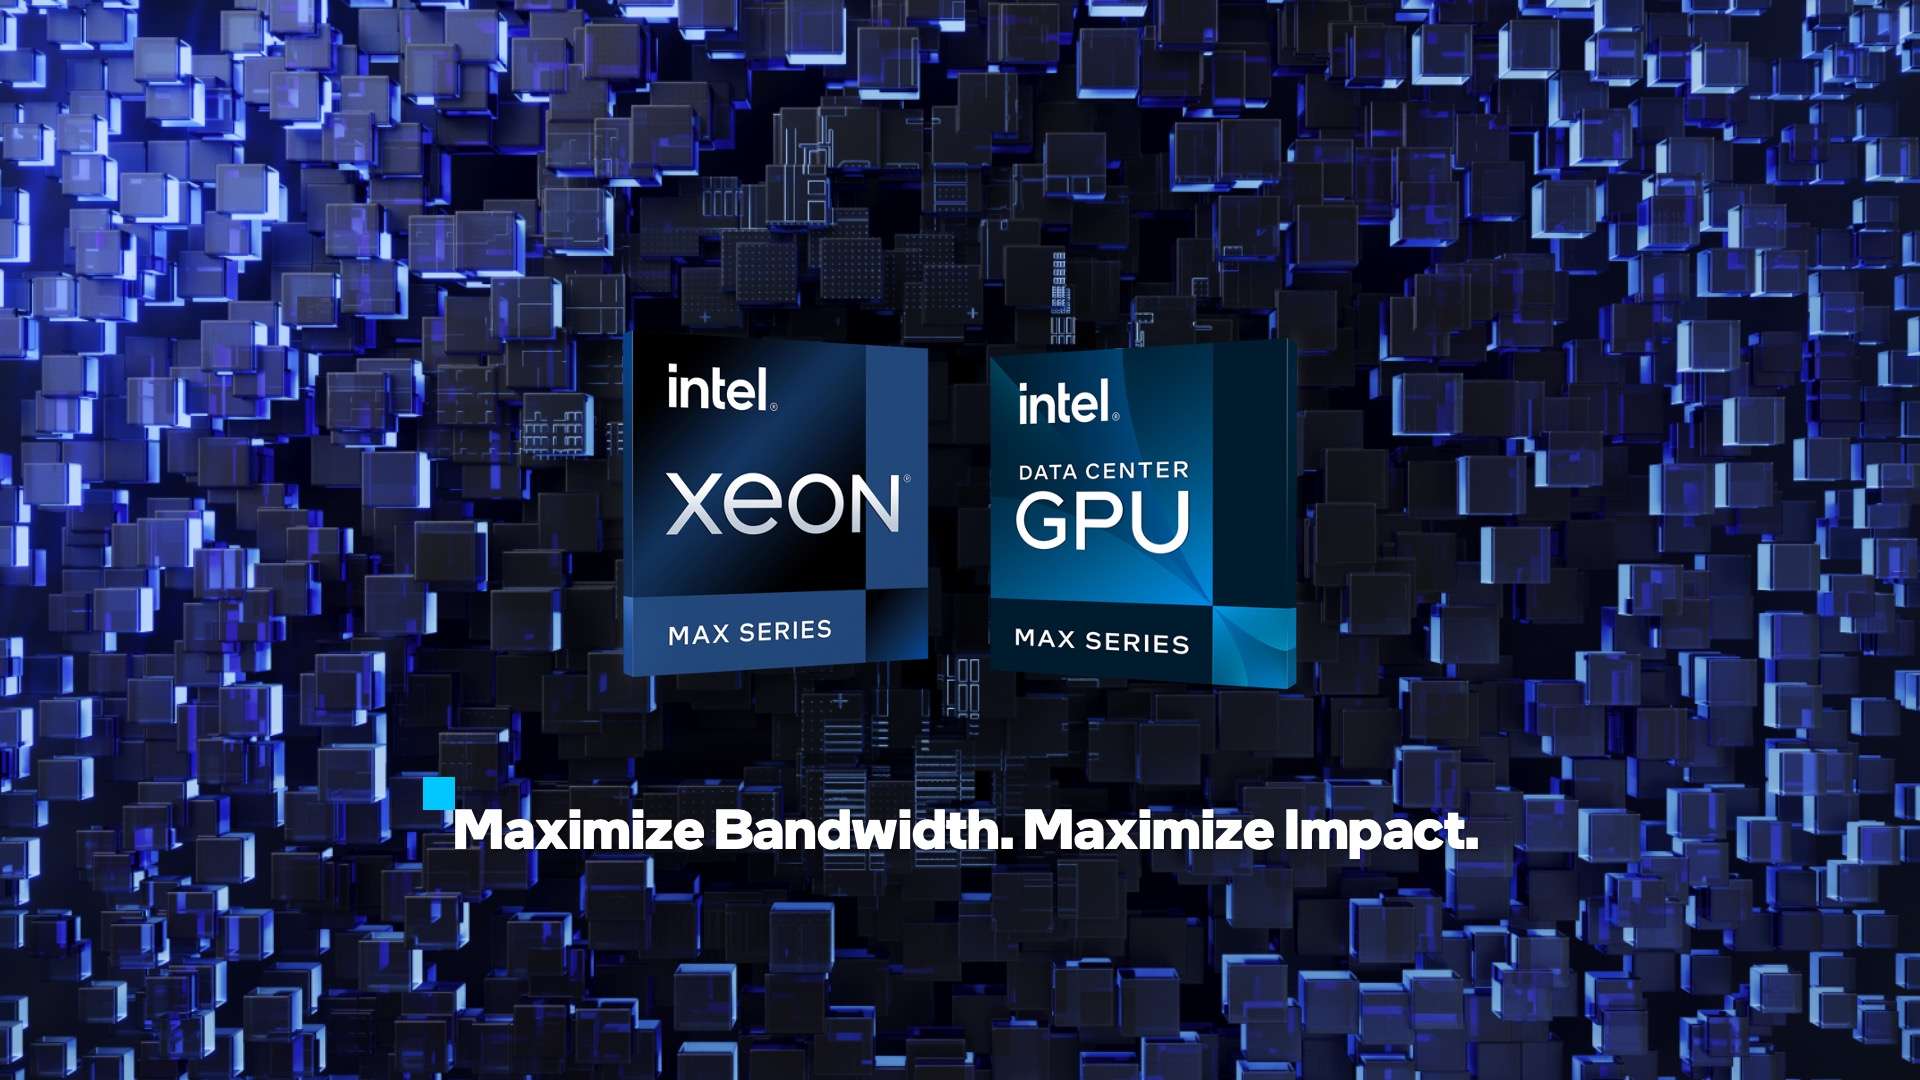 intel®
xeon®
MAX SERIES
intel®
DATA CENTER
GPU
MAX SERIES
Maximize Bandwidth. Maximize Impact.